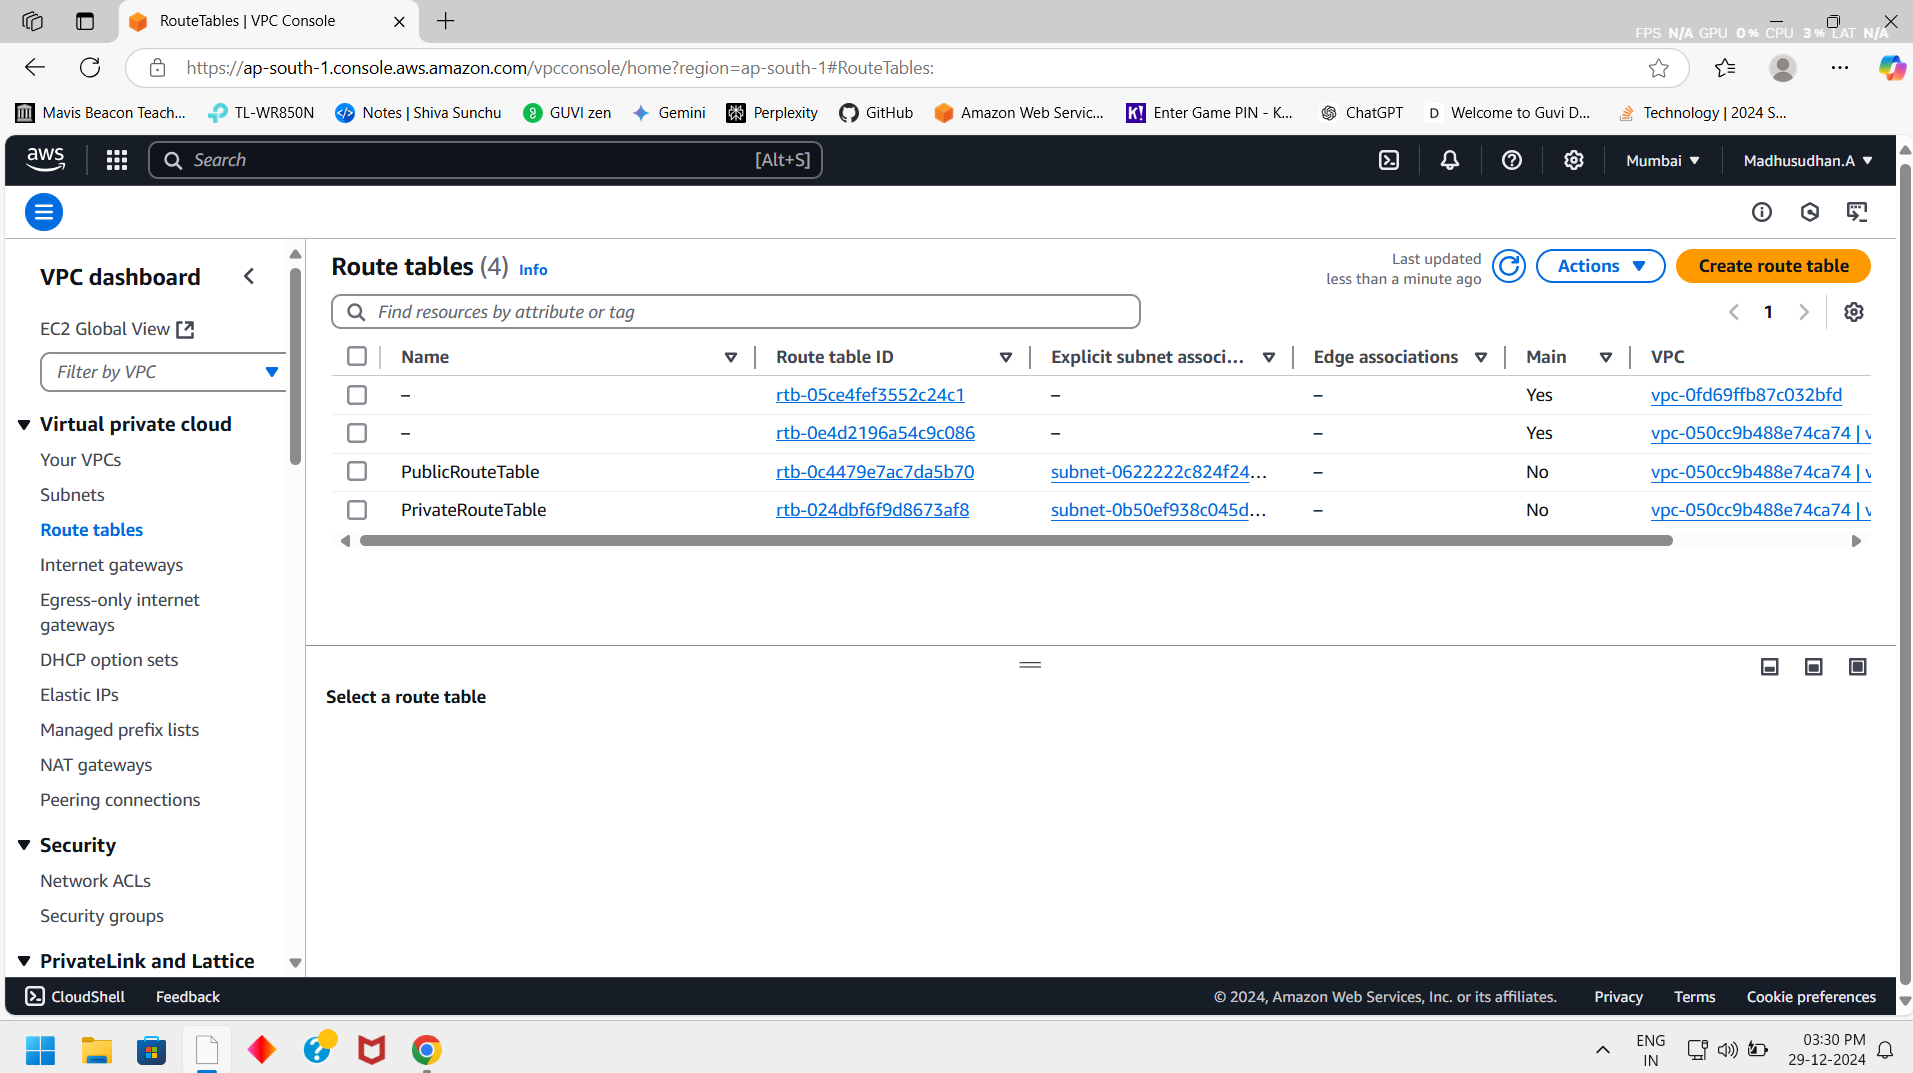 RouteTables | VPC Console
FPS N/A GPU 0% CPU 3% LAT N/A
https://ap-south-1.console.aws.amazon.com/vpcconsole/home?region=ap-south-1#RouteTables:
Mavis Beacon Teach... TL-WR850N Notes | Shiva Sunchu GUVI zen Gemini Perplexity GitHub Amazon Web Servic... Enter Game PIN - K... ChatGPT Welcome to Guvi D... Technology | 2024 S...
aws Search [Alt+S] Mumbai Madhusudhan.A
VPC dashboard
EC2 Global View
Filter by VPC
Virtual private cloud
Your VPCs
Subnets
Route tables
Internet gateways
Egress-only internet
gateways
DHCP option sets
Elastic IPs
Managed prefix lists
NAT gateways
Peering connections
Security
Network ACLs
Security groups
PrivateLink and Lattice
Route tables (4) Info
Last updated
less than a minute ago
Actions
Create route table
Find resources by attribute or tag
1
Name Route table ID Explicit subnet associ... Edge associations Main VPC
– rtb-05ce4fef3552c24c1 – – Yes vpc-0fd69ffb87c032bfd
– rtb-0e4d2196a54c9c086 – – Yes vpc-050cc9b488e74ca74 | v
PublicRouteTable rtb-0c4479e7ac7da5b70 subnet-0622222c824f24... – No vpc-050cc9b488e74ca74 | v
PrivateRouteTable rtb-024dbf6f9d8673af8 subnet-0b50ef938c045d... – No vpc-050cc9b488e74ca74 | v
Select a route table
CloudShell Feedback © 2024, Amazon Web Services, Inc. or its affiliates. Privacy Terms Cookie preferences
ENG
IN
03:30 PM
29-12-2024